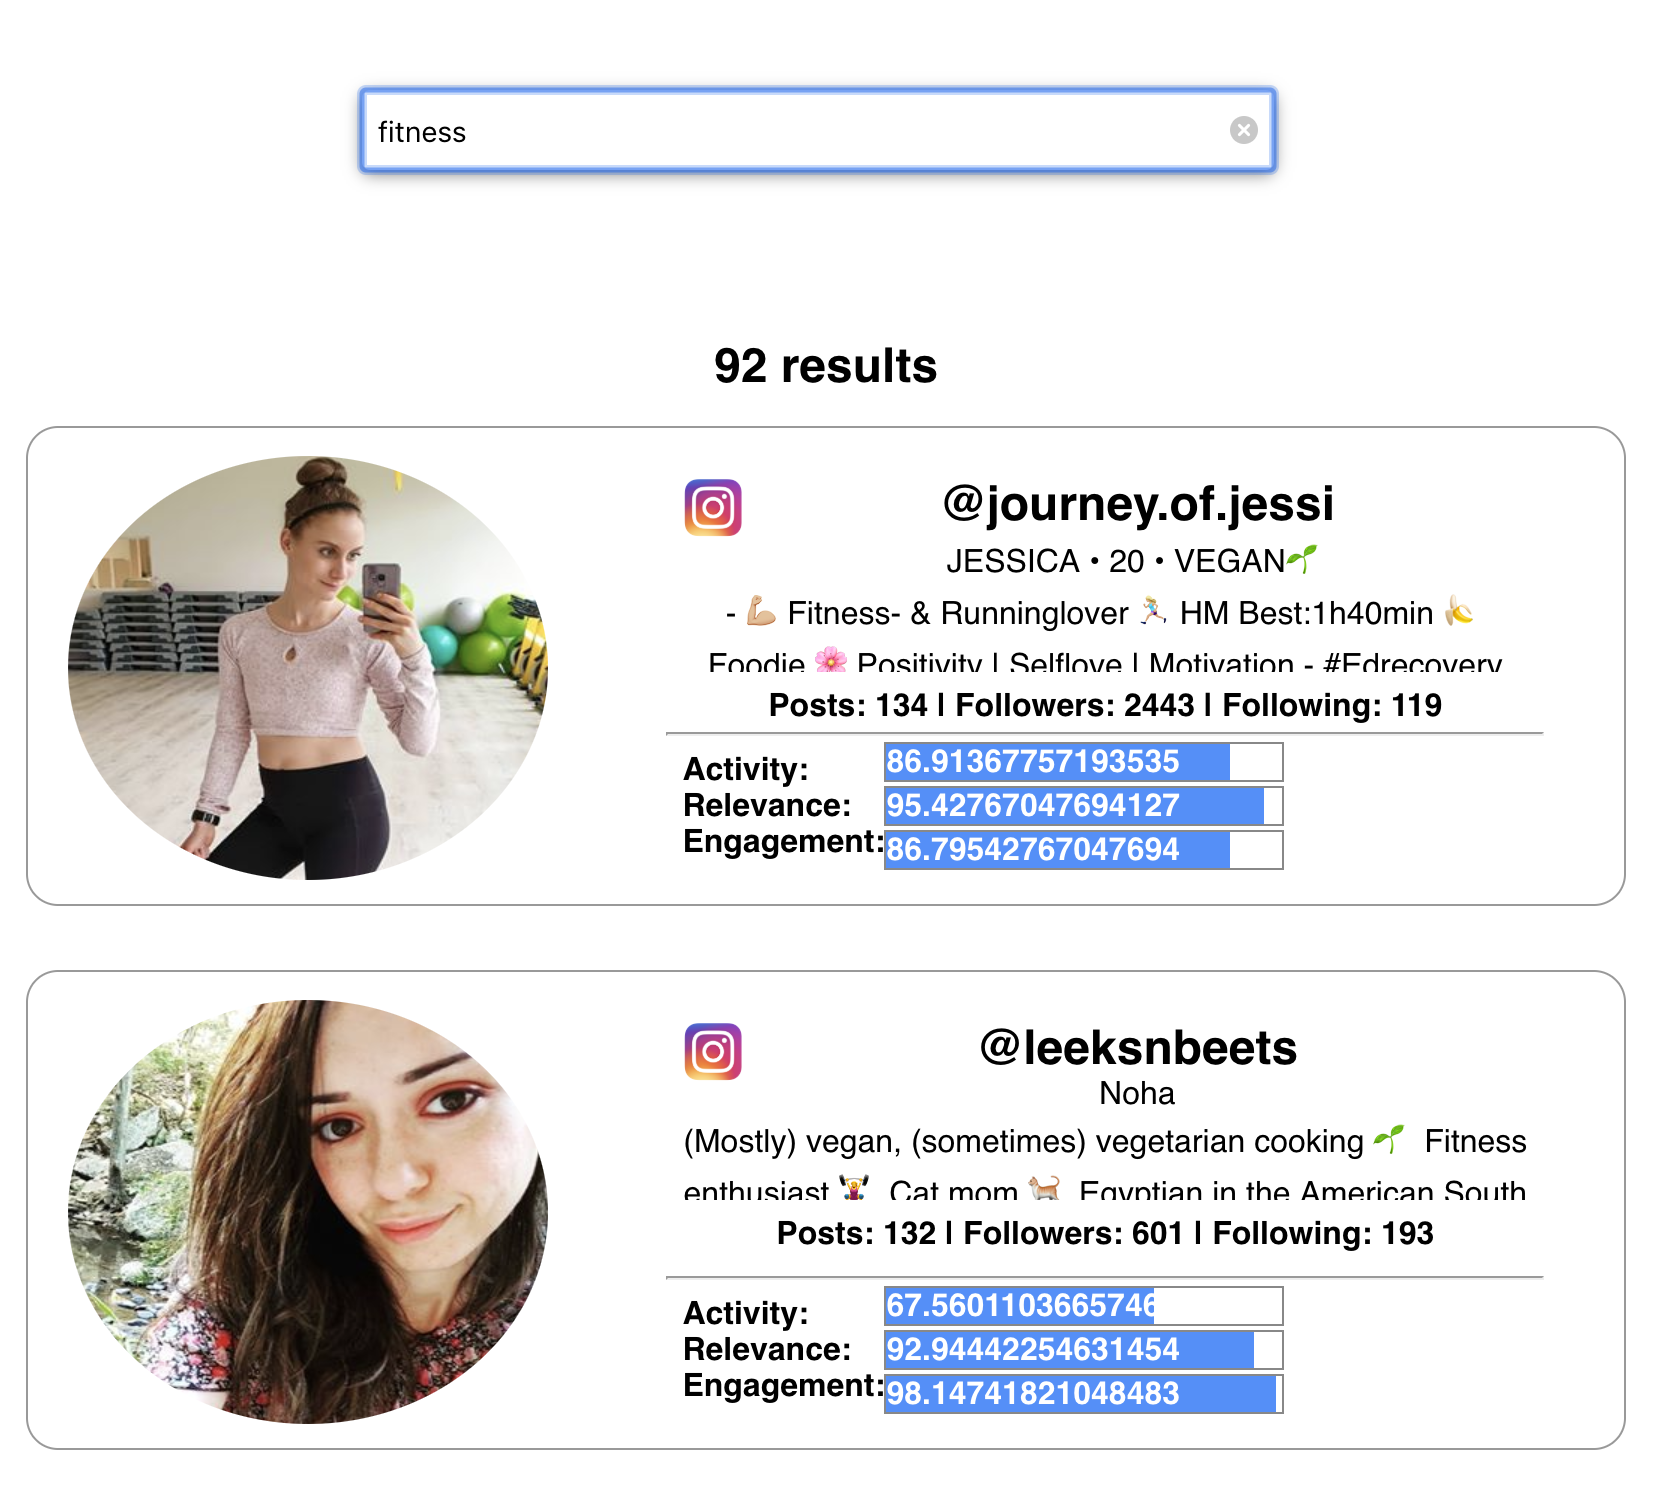 fitness
92 results
@journey.of.jessi
JESSICA • 20 • VEGAN🌱
- 💪🏼 Fitness- & Runninglover 🏃🏼‍♀️ HM Best:1h40min 🍌
Foodie 🌸 Positivity | Selflove | Motivation - #Edrecovery
Posts: 134 | Followers: 2443 | Following: 119
Activity: 86.91367757193535
Relevance: 95.42767047694127
Engagement: 86.79542767047694
@leeksnbeets
Noha
(Mostly) vegan, (sometimes) vegetarian cooking 🌱 Fitness
enthusiast 🏋️‍♀️ Cat mom 🐈 Egyptian in the American South
Posts: 132 | Followers: 601 | Following: 193
Activity: 67.5601103665746
Relevance: 92.94442254631454
Engagement: 98.14741821048483